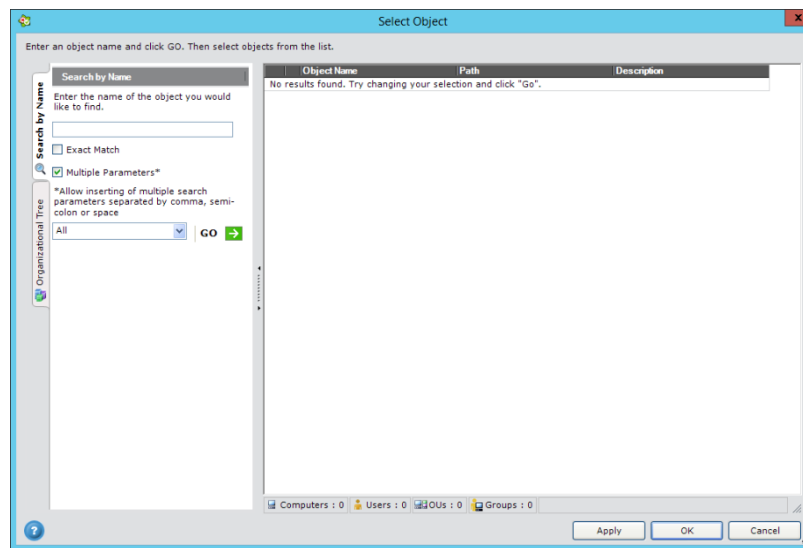 Select Object
x
Enter an object name and click GO. Then select objects from the list.
Search by Name
Organizational Tree
Search by Name
Enter the name of the object you would
like to find.
Exact Match
Multiple Parameters*
*Allow inserting of multiple search
parameters separated by comma, semi-
colon or space
All
GO
Object Name Path Description
No results found. Try changing your selection and click "Go".
Computers : 0 Users : 0 OUs : 0 Groups : 0
?
Apply OK Cancel